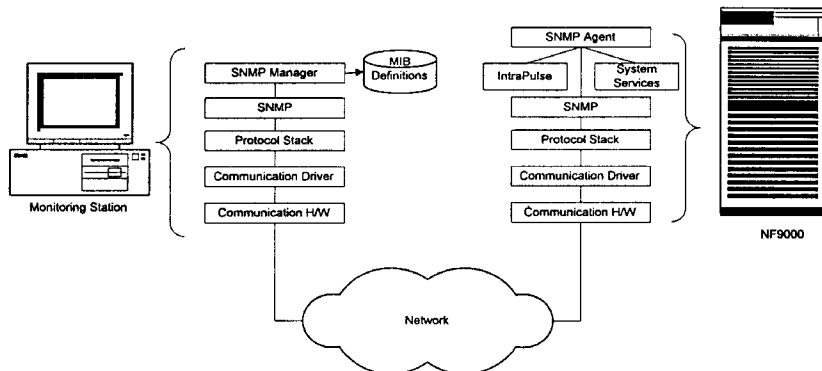 Monitoring Station
SNMP Manager
MIB
Definitions
SNMP
Protocol Stack
Communication Driver
Communication H/W
SNMP Agent
IntraPulse
System
Services
SNMP
Protocol Stack
Communication Driver
Communication H/W
NF9000
Network